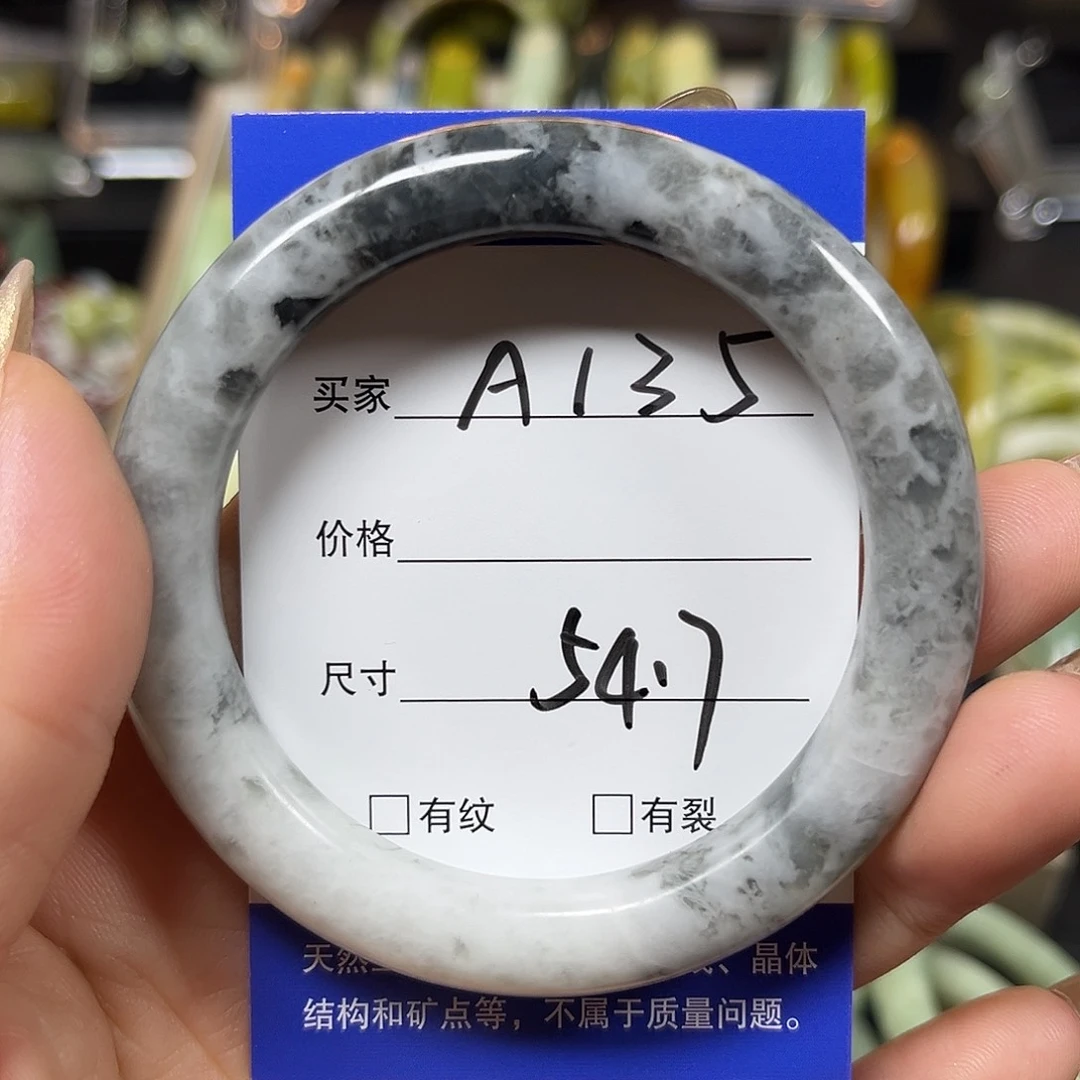 买家 A135
价格
尺寸 54.7
□有纹 □有裂
天然 、晶体
结构和矿点等，不属于质量问题。